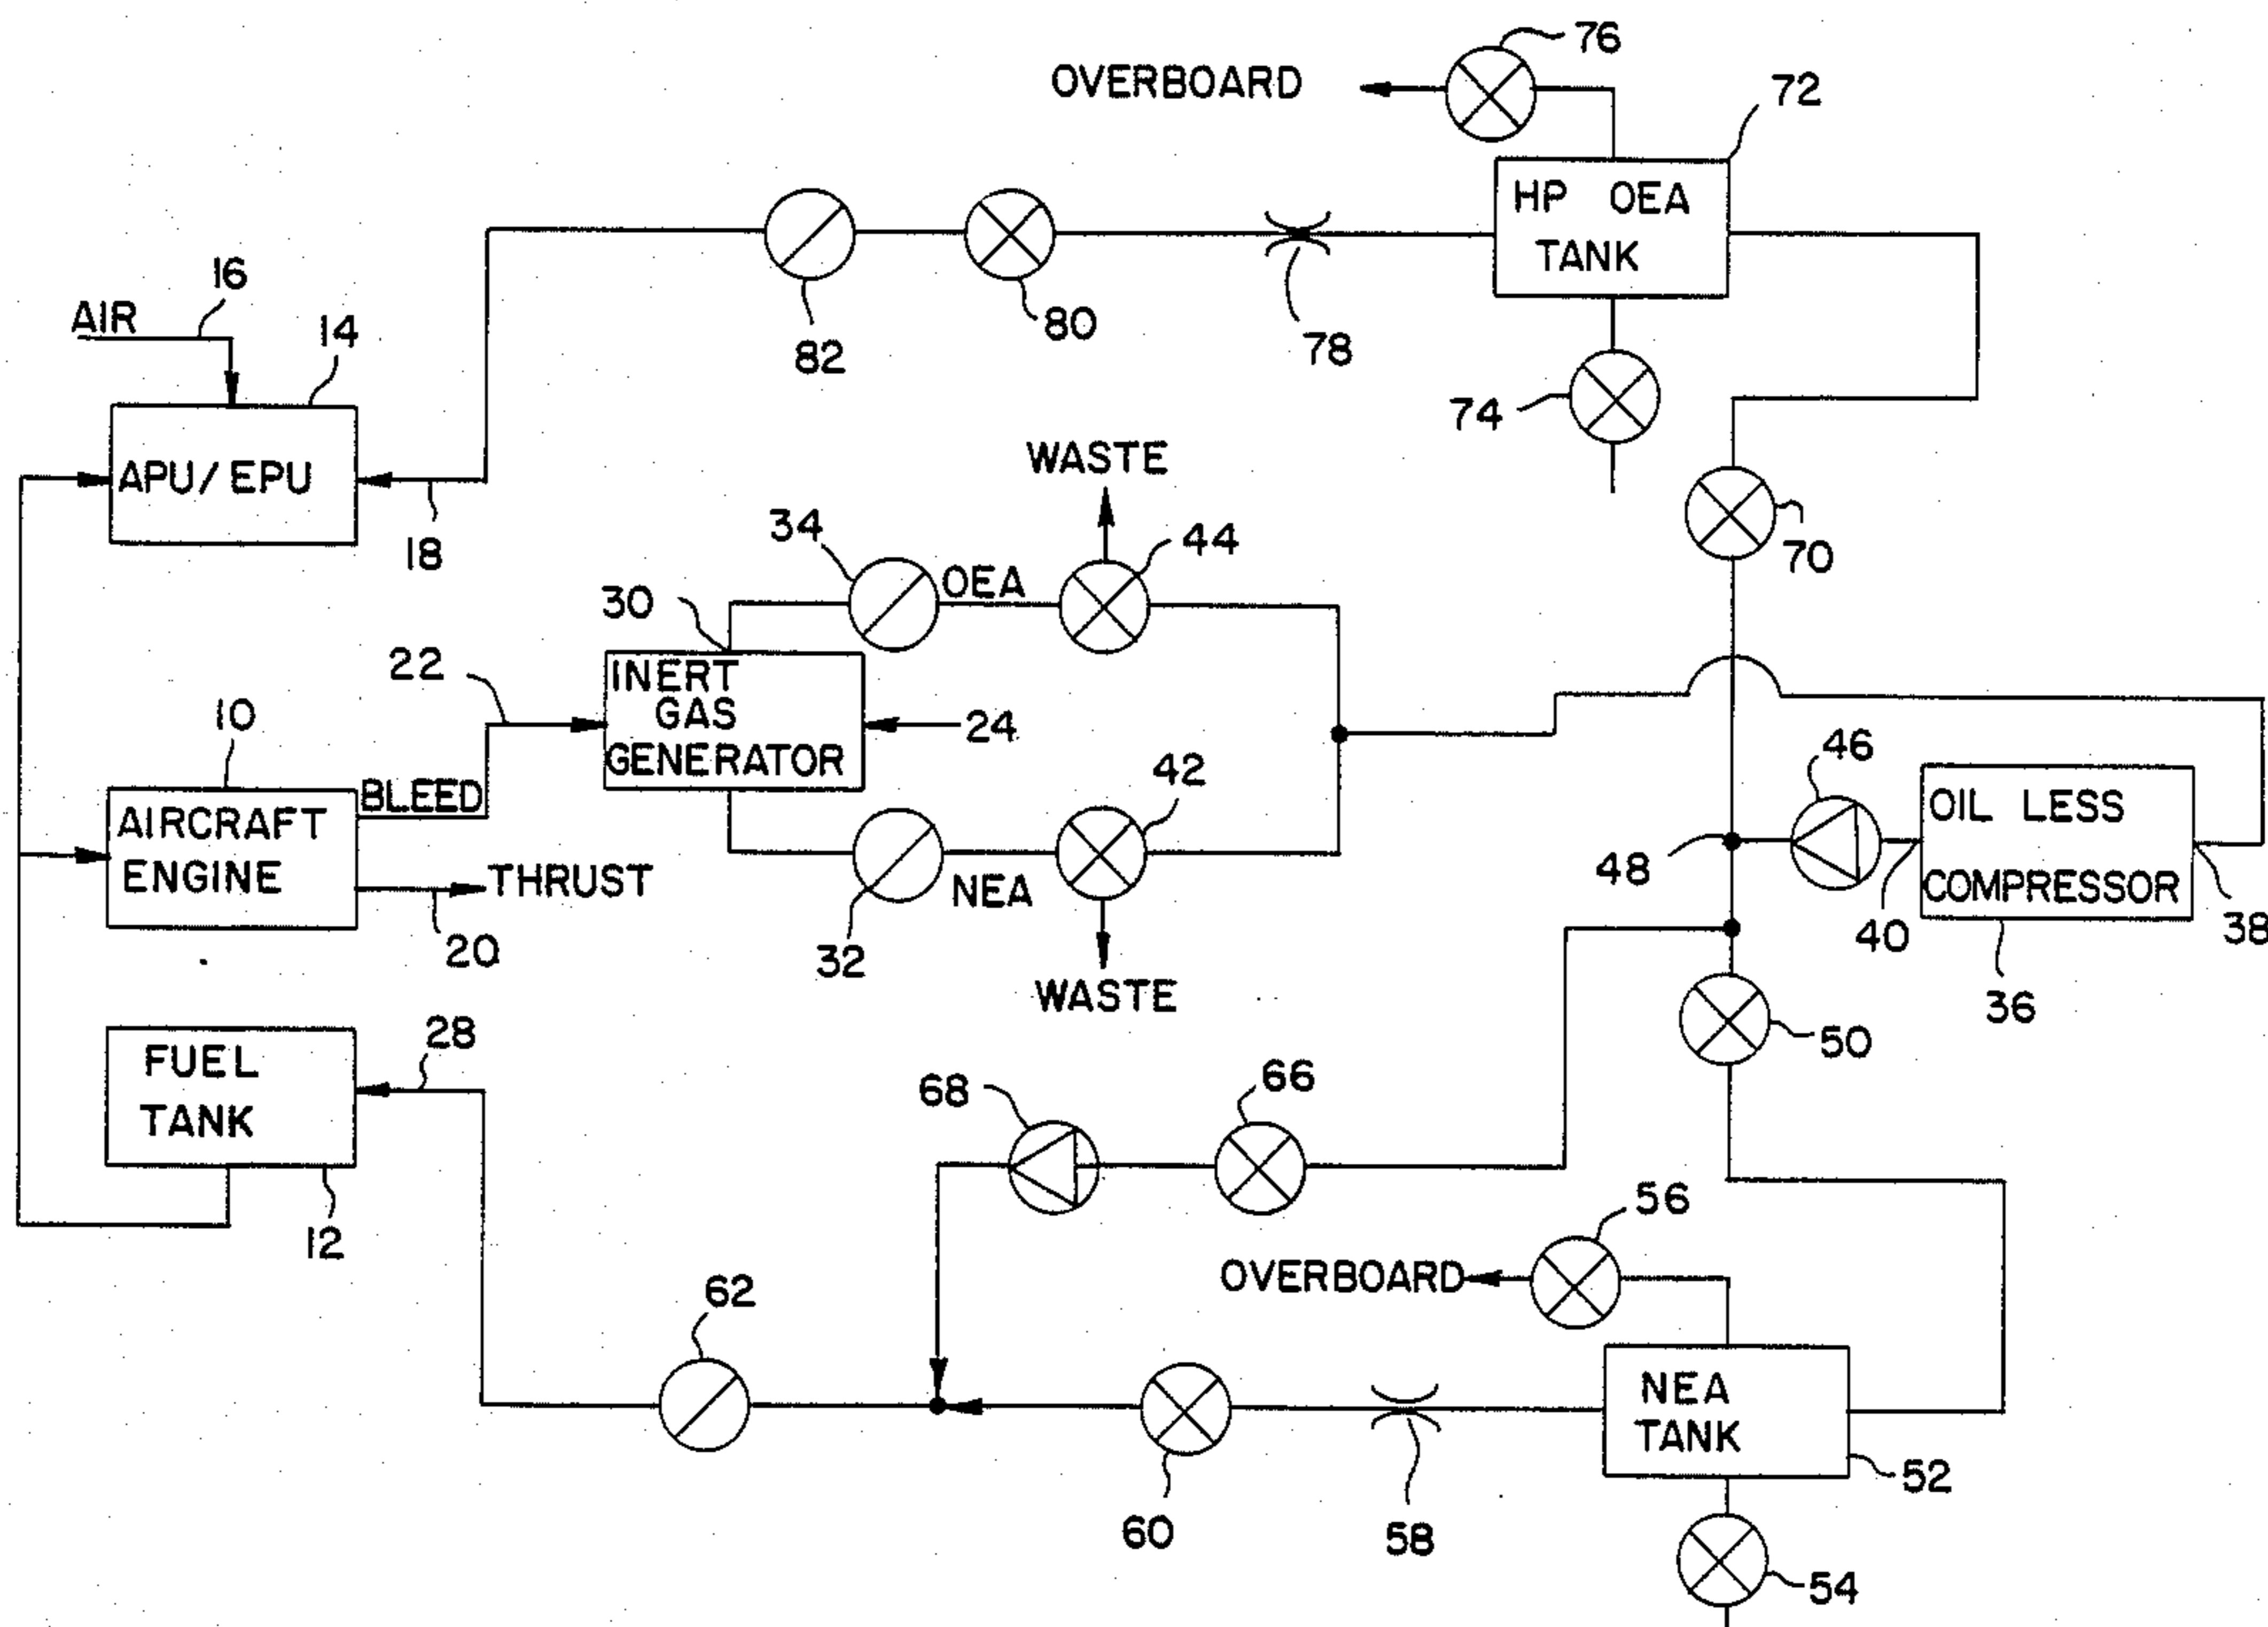 76
OVERBOARD
72
HP OEA
TANK
16
AIR
14
80
82
78
74
APU/EPU
18
WASTE
34
OEA
44
70
30
22
INERT
GAS
GENERATOR
24
10
BLEED
42
46
AIRCRAFT
ENGINE
OIL LESS
COMPRESSOR
48
THRUST
20
NEA
32
40
38
WASTE
36
50
FUEL
TANK
28
68
66
12
56
62
OVERBOARD
NEA
TANK
52
60
58
54